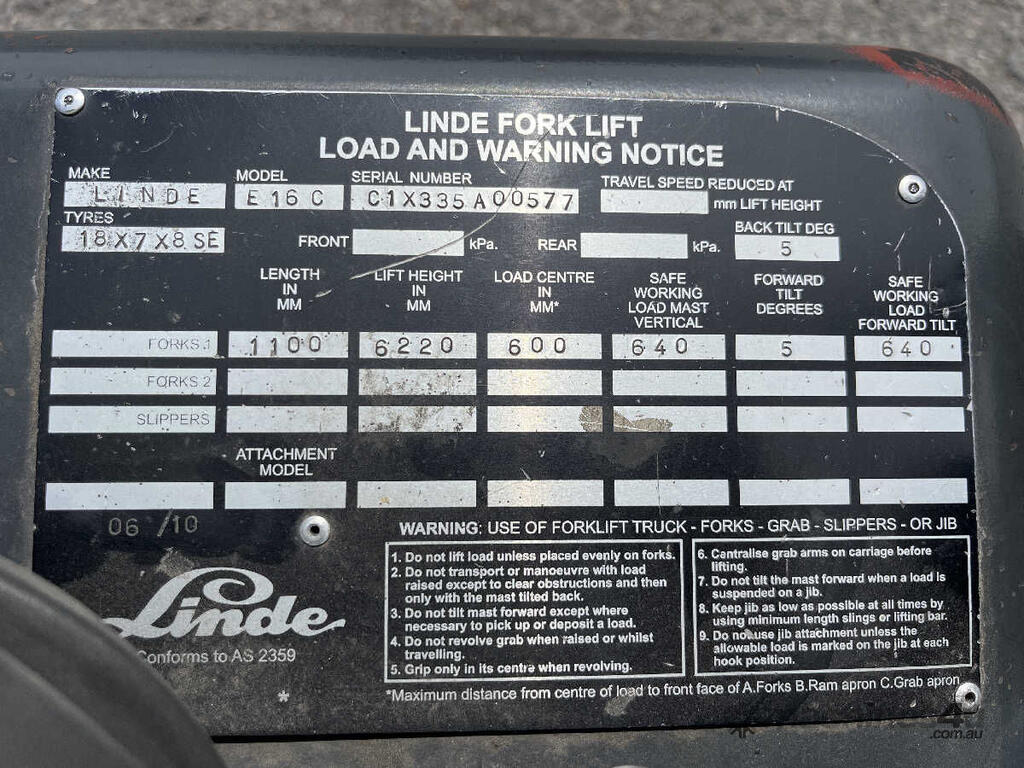 LINDE FORK LIFT
LOAD AND WARNING NOTICE
MAKE MODEL SERIAL NUMBER TRAVEL SPEED REDUCED AT
LINDE E16C C1X335A00577 mm LIFT HEIGHT
TYRES
18X7X8SE FRONT kPa. REAR kPa. BACK TILT DEG
5
LENGTH IN MM LIFT HEIGHT IN MM LOAD CENTRE IN MM* SAFE WORKING LOAD MAST VERTICAL FORWARD TILT DEGREES SAFE WORKING LOAD FORWARD TILT
FORKS.1 1100 6220 600 640 5 640
FORKS 2
SLIPPERS
ATTACHMENT
MODEL
06 /10
WARNING: USE OF FORKLIFT TRUCK - FORKS - GRAB - SLIPPERS - OR JIB
1. Do not lift load unless placed evenly on forks.
2. Do not transport or manoeuvre with load
raised except to clear obstructions and then
only with the mast tilted back.
3. Do not tilt mast forward except where
necessary to pick up or deposit a load.
4. Do not revolve grab when raised or whilst
travelling.
5. Grip only in its centre when revolving.
6. Cantralise grab arms on carriage before
lifting.
7. Do not tilt the mast forward when a load is
suspended on a jib.
8. Keep jib as low as possible at all times by
using minimum length slings or lifting bar.
9. Do not use jib attachment unless the
allowable load is marked on the jib at each
hook position.
Linde
Conforms to AS 2359
*
*Maximum distance from centre of load to front face of A.Forks B.Ram apron C.Grab apron
4
.com.au